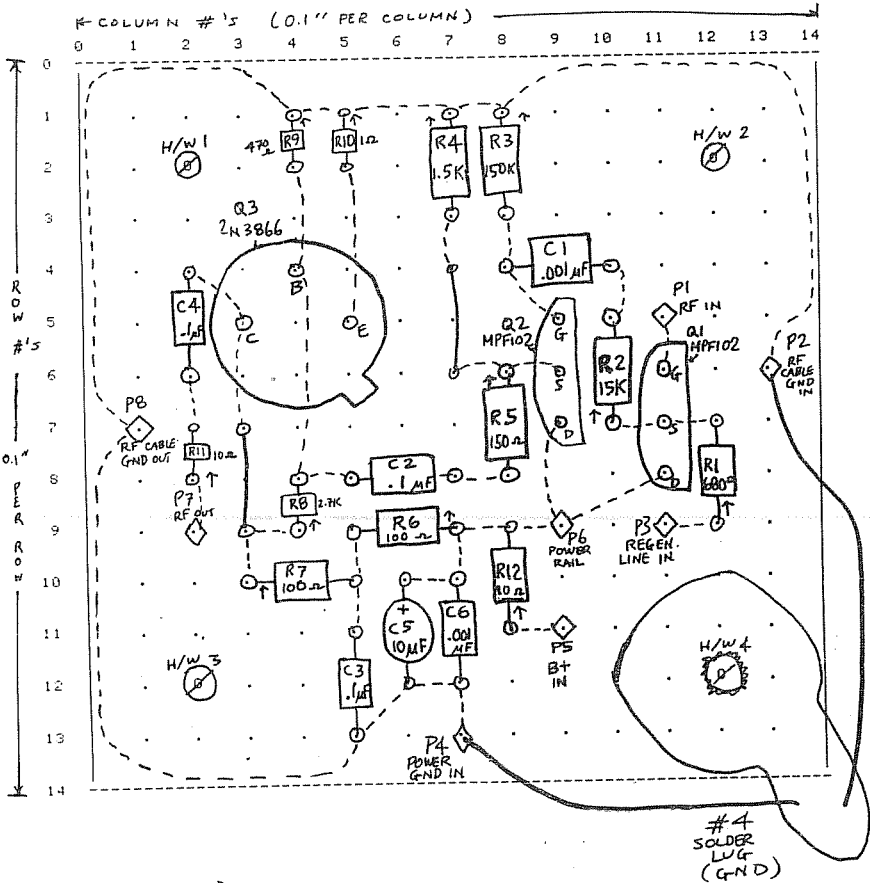 COLUMN #'S (0.1" PER COLUMN)
0 1 2 3 4 5 6 7 8 9 10 11 12 13 14
0
1
2
3
4
5
6
7
8
9
10
11
12
13
14
ROW #'S
0.1" PER ROW
H/W 1
470Ω
R9
R10
1Ω
R4
1.5K
R3
150K
H/W 2
Q3
2N3866
B
C
E
C4
.1µF
C1
.001µF
P1
RF IN
Q2
MPF102
G
S
D
R2
15K
Q1
MPF102
G
S
D
P2
RF
CABLE
GND
IN
P8
RF CABLE
GND OUT
R11
10Ω
P7
RF OUT
R5
150Ω
R1
680Ω
C2
.1µF
R8
2.7K
R6
100Ω
P6
POWER
RAIL
P3
REGEN.
LINE IN
R7
100Ω
R12
10Ω
C5
+
10µF
C6
.001
µF
P5
B+
IN
H/W 3
C3
.1µF
H/W 4
P4
POWER
GND IN
#4
SOLDER
LUG
(GND)